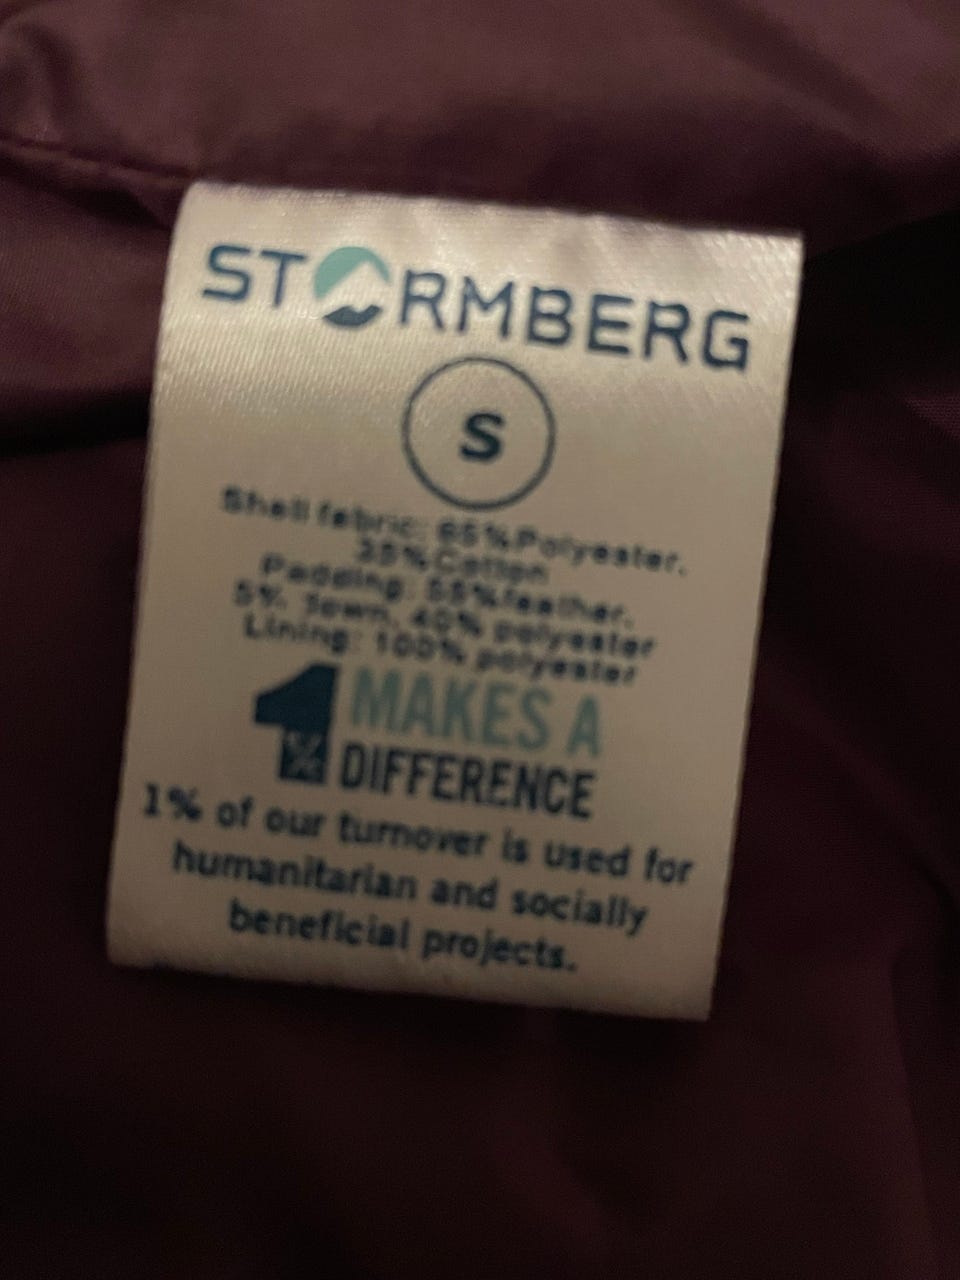 STORMBERG
S
Shell fabric: 65%Polyester.
35%Cotton
Padding: 55%feather.
5%. Down, 40% polyester
Lining: 100% polyester
1% MAKES A
DIFFERENCE
1% of our turnover is used for
humanitarian and socially
beneficial projects.